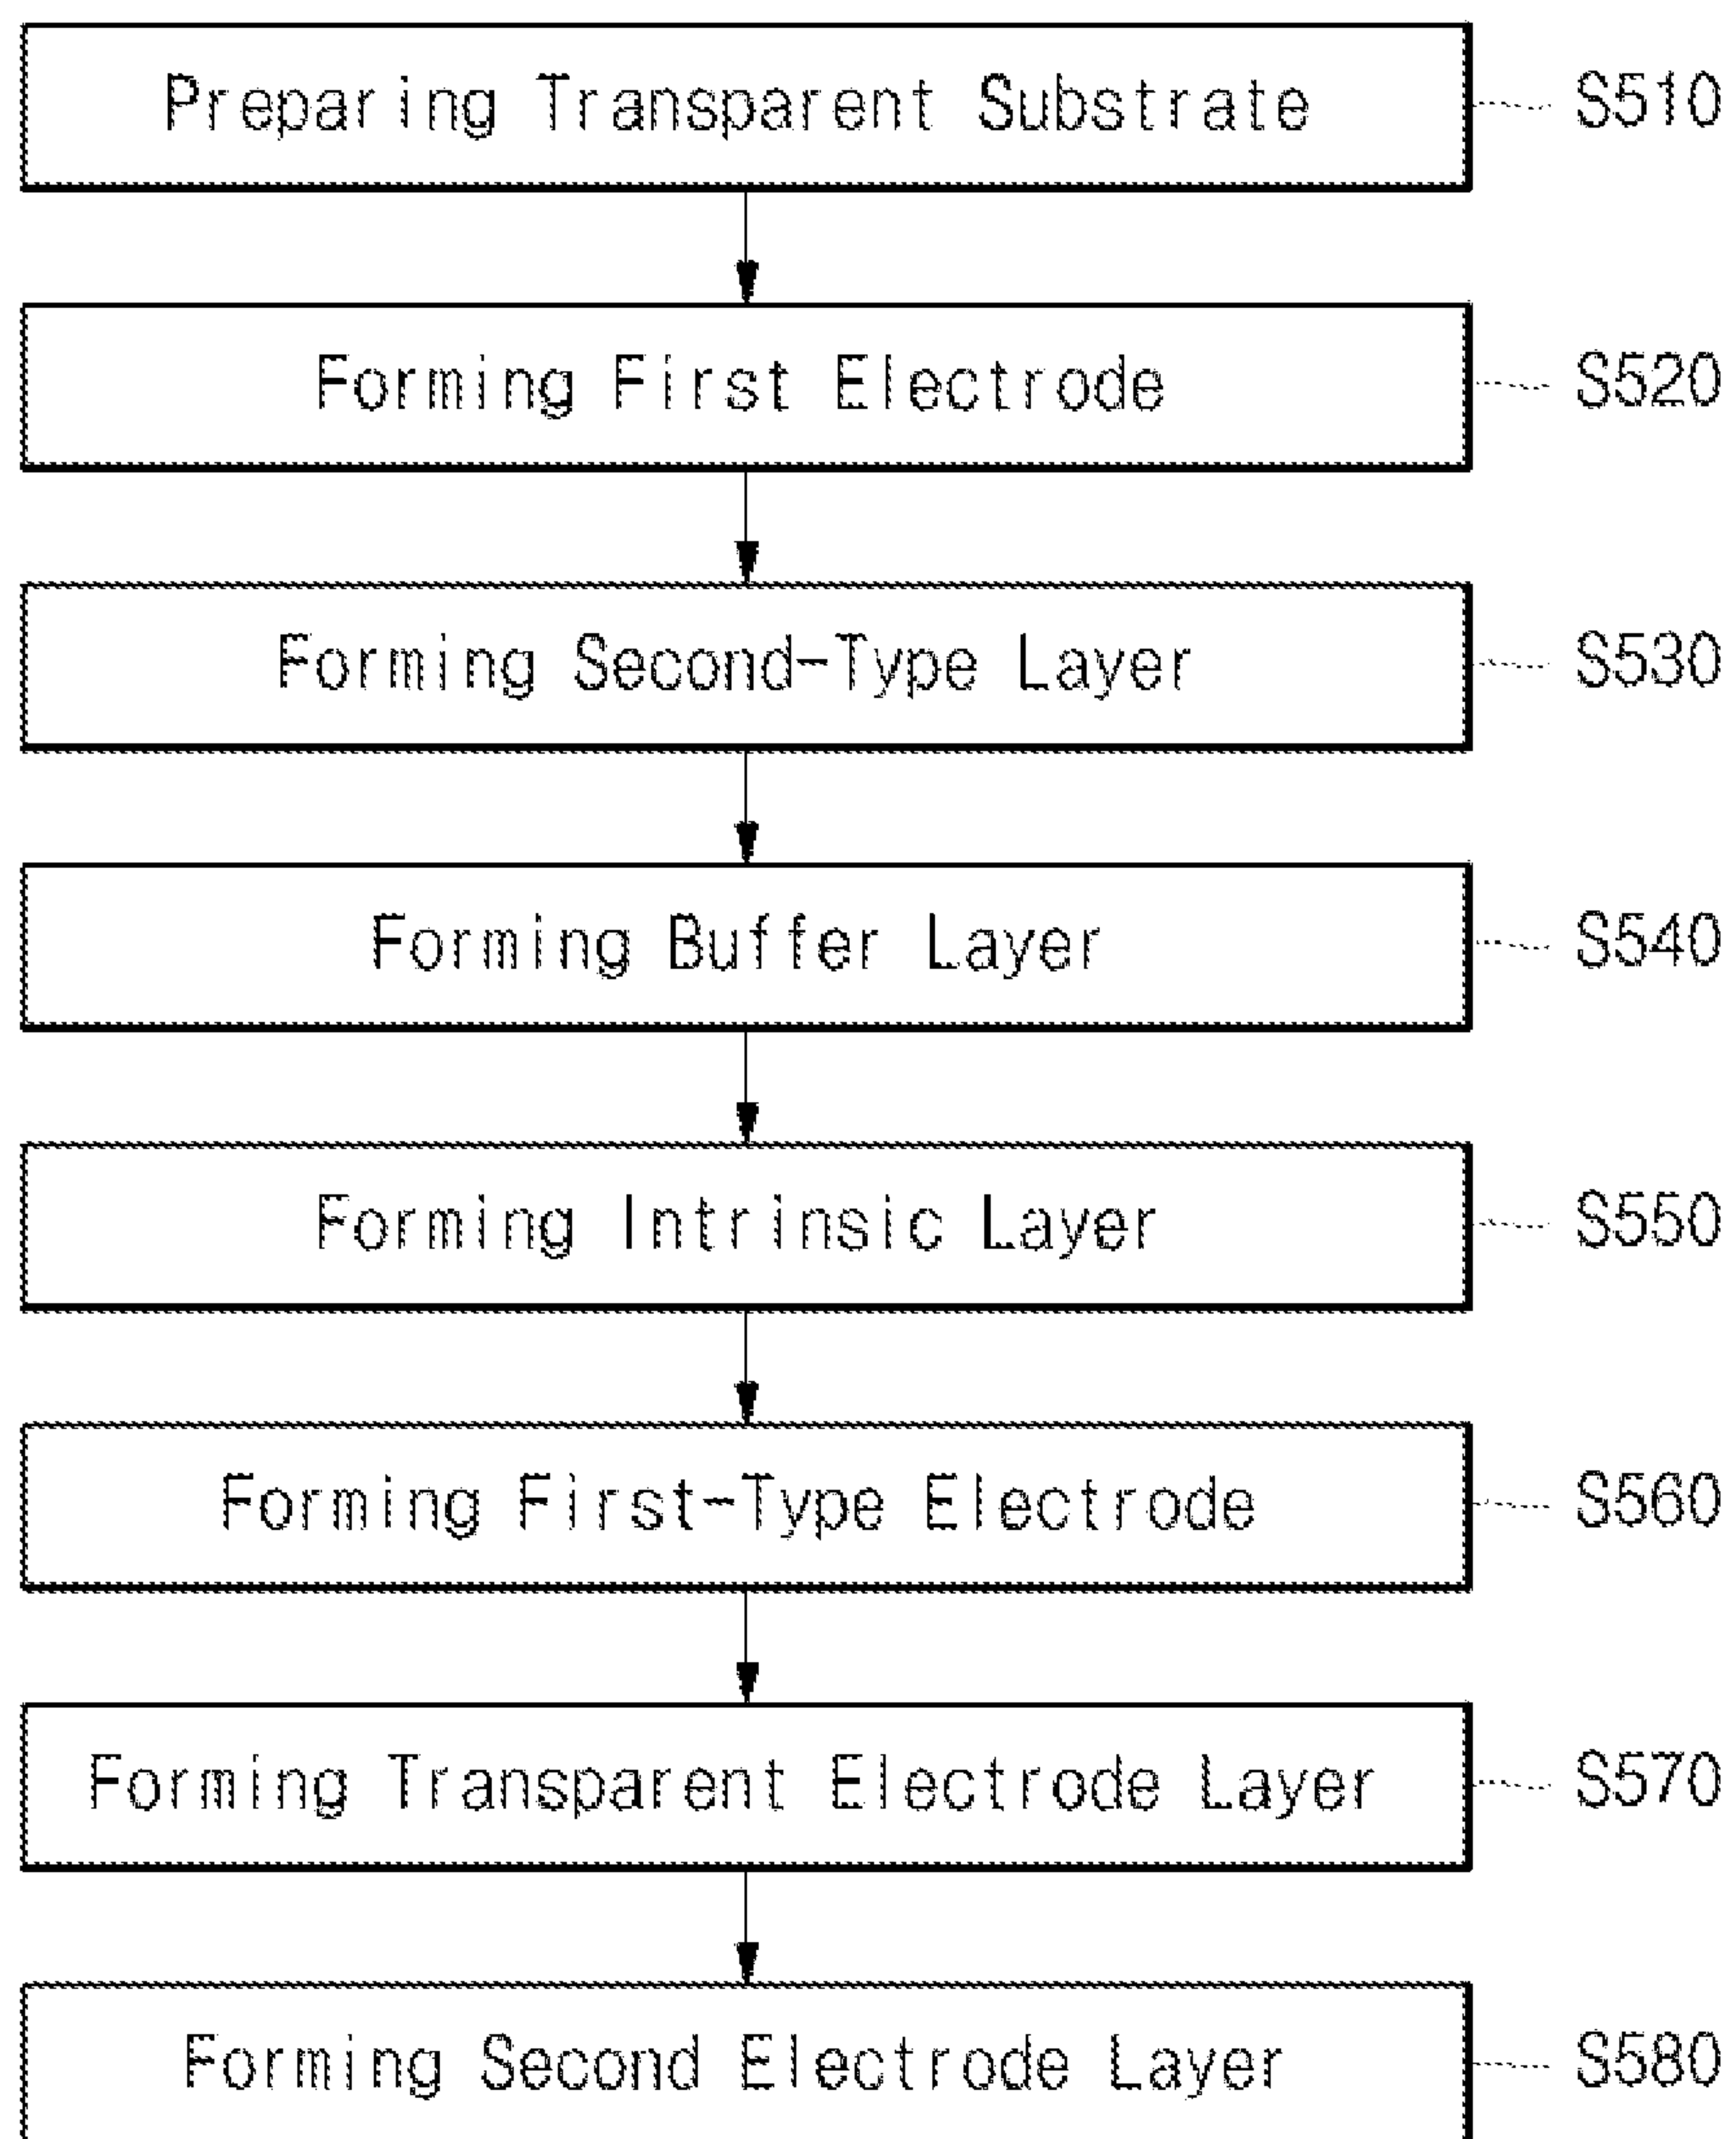 Preparing Transparent Substrate S510
Forming First Electrode S520
Forming Second-Type Layer S530
Forming Buffer Layer S540
Forming Intrinsic Layer S550
Forming First-Type Electrode S560
Forming Transparent Electrode Layer S570
Forming Second Electrode Layer S580